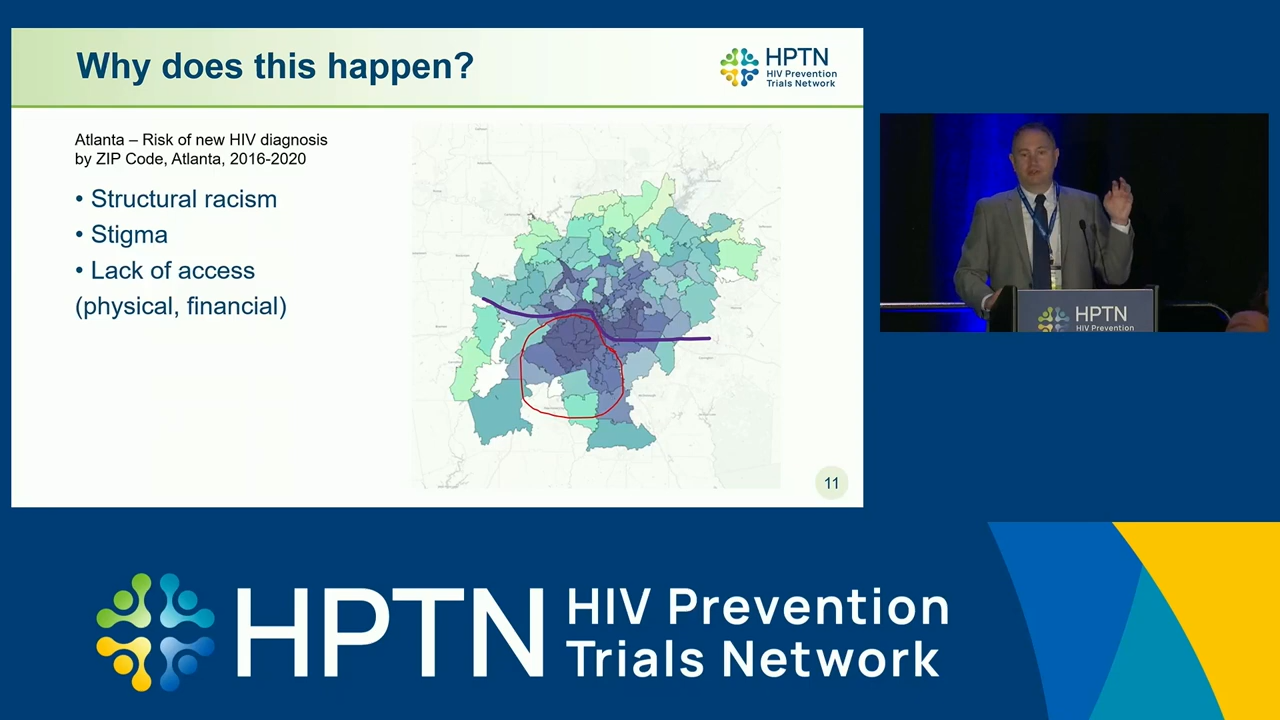 Why does this happen?
HPTN
HIV Prevention
Trials Network
Atlanta – Risk of new HIV diagnosis
by ZIP Code, Atlanta, 2016-2020
• Structural racism
• Stigma
• Lack of access
(physical, financial)
11
HPTN
HIV Prevention
HPTN
HIV Prevention
Trials Network